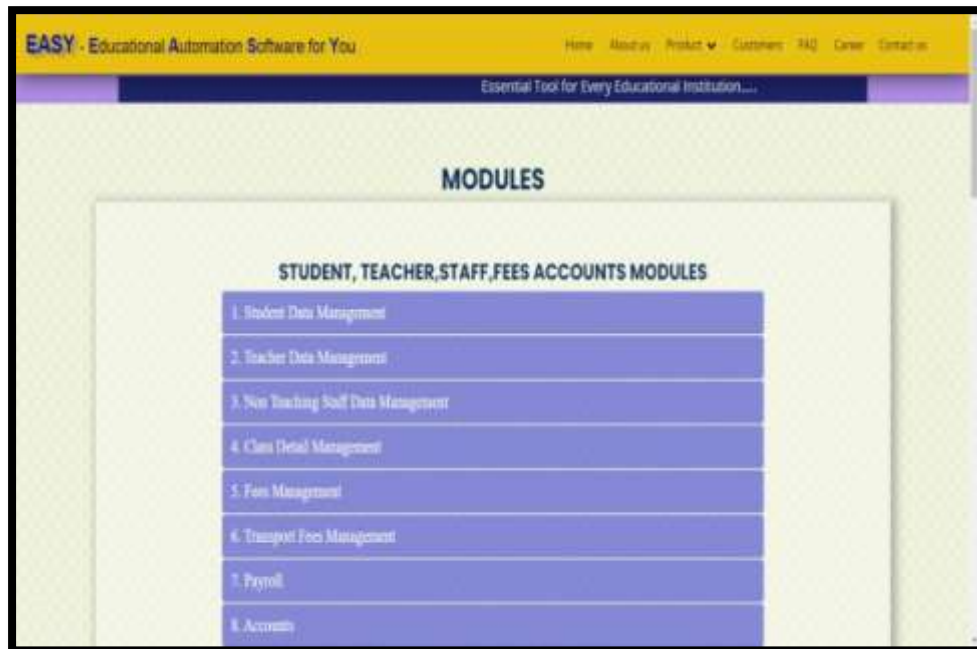 EASY - Educational Automation Software for You
Home About us Product Customers FAQ Career Contact us
Essential Tool for Every Educational Institution.....
MODULES
STUDENT, TEACHER,STAFF,FEES ACCOUNTS MODULES
1. Student Data Management
2. Teacher Data Management
3. Non Teaching Staff Data Management
4. Class Detail Management
5. Fees Management
6. Transport Fees Management
7. Payroll
8. Accounts